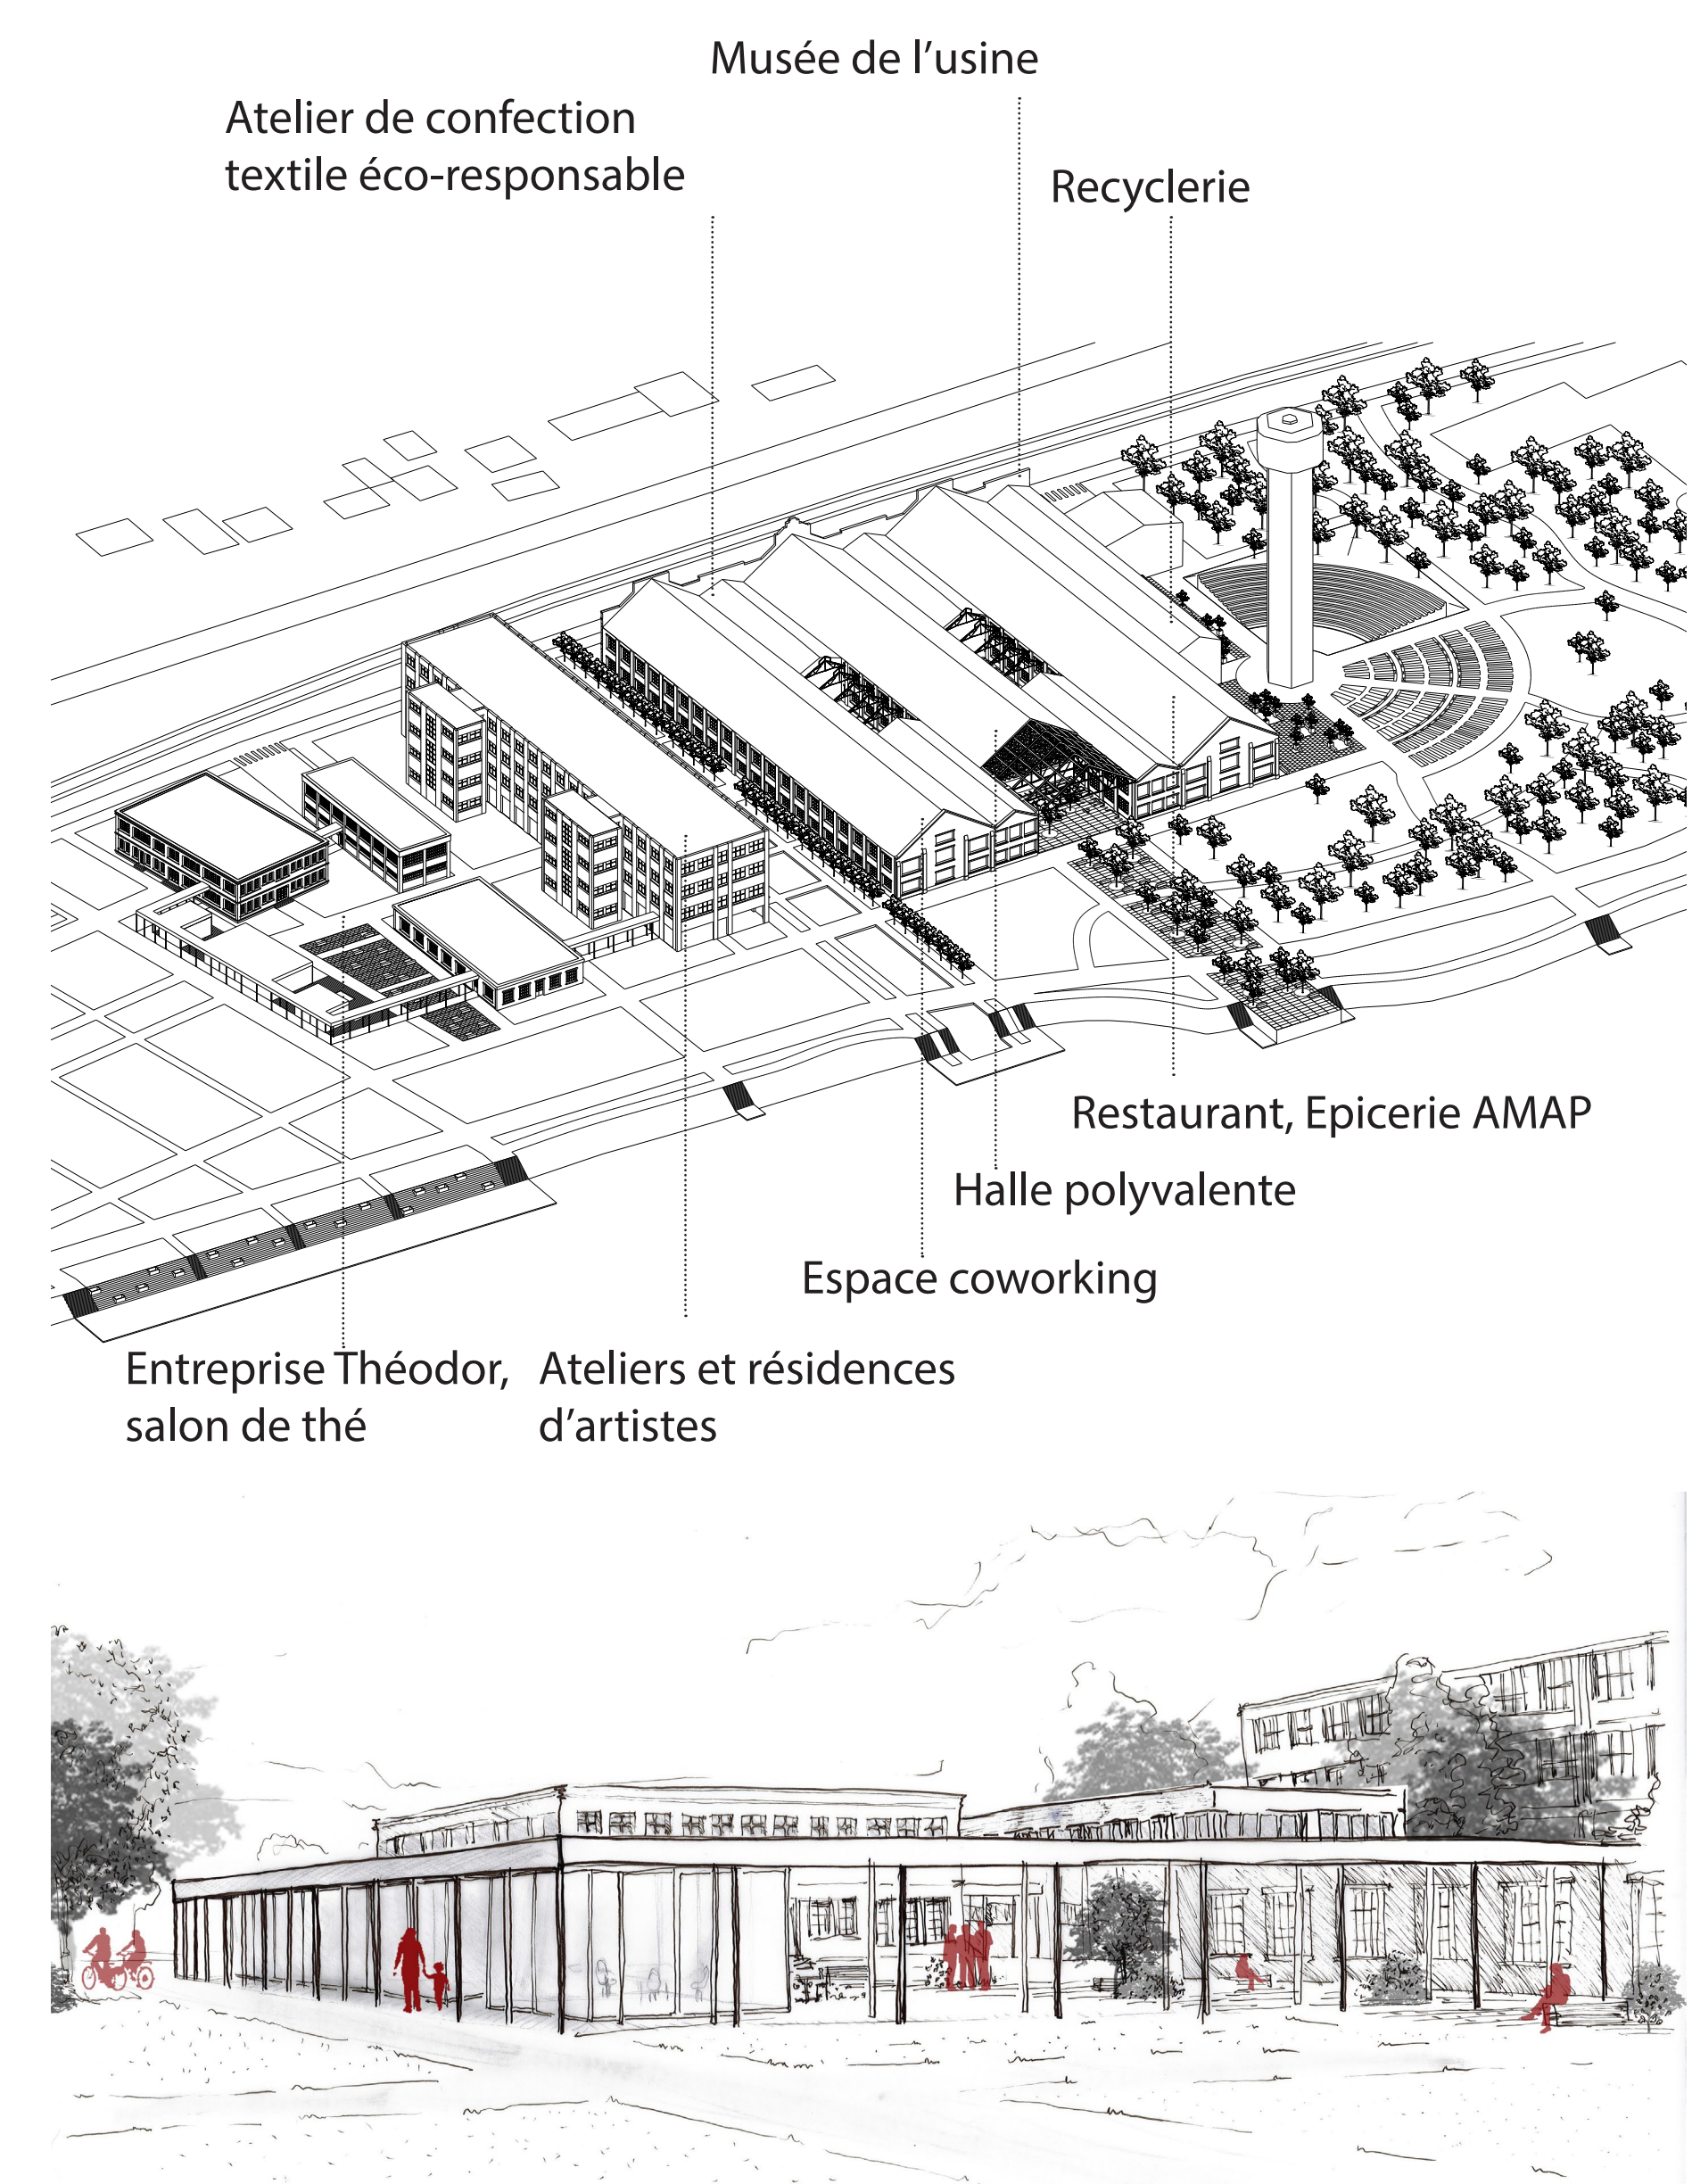 Musée de l’usine
Atelier de confection
textile éco-responsable
Recyclerie
Restaurant, Epicerie AMAP
Halle polyvalente
Espace coworking
Entreprise Théodor,
salon de thé
Ateliers et résidences
d’artistes